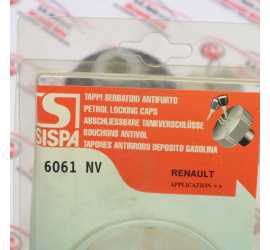 SISPA
TAPPI SERBATOIO ANTIFURTO
PETROL LOCKING CAPS
ABSCHLIESSBARE TANKVERSCHLÜSSE
BOUCHONS ANTIVOL
TAPONES ANTIRROBO DEPOSITO GASOLINA
6061 NV
RENAULT
APPLICATION